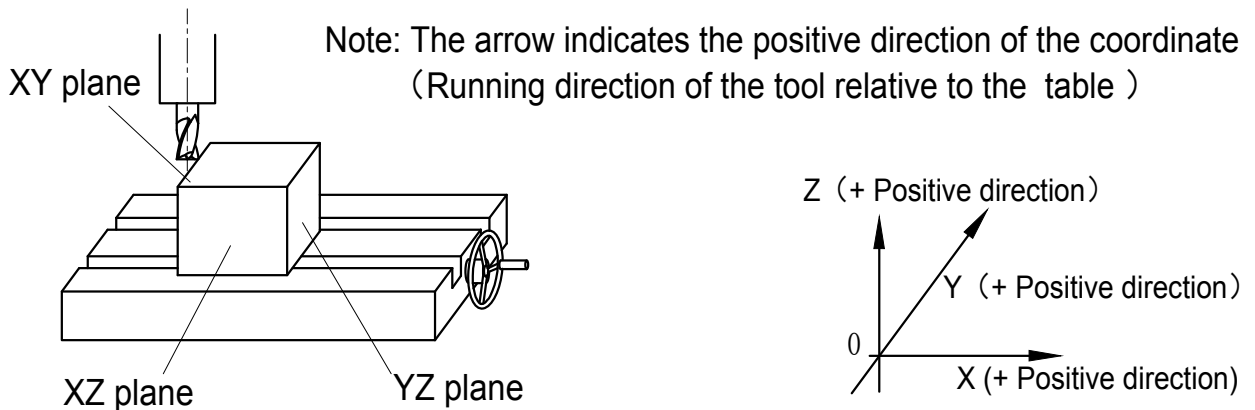 Note: The arrow indicates the positive direction of the coordinate
（Running direction of the tool relative to the table ）
XY plane
Z（+ Positive direction）
Y（+ Positive direction）
0
X (+ Positive direction)
XZ plane
YZ plane